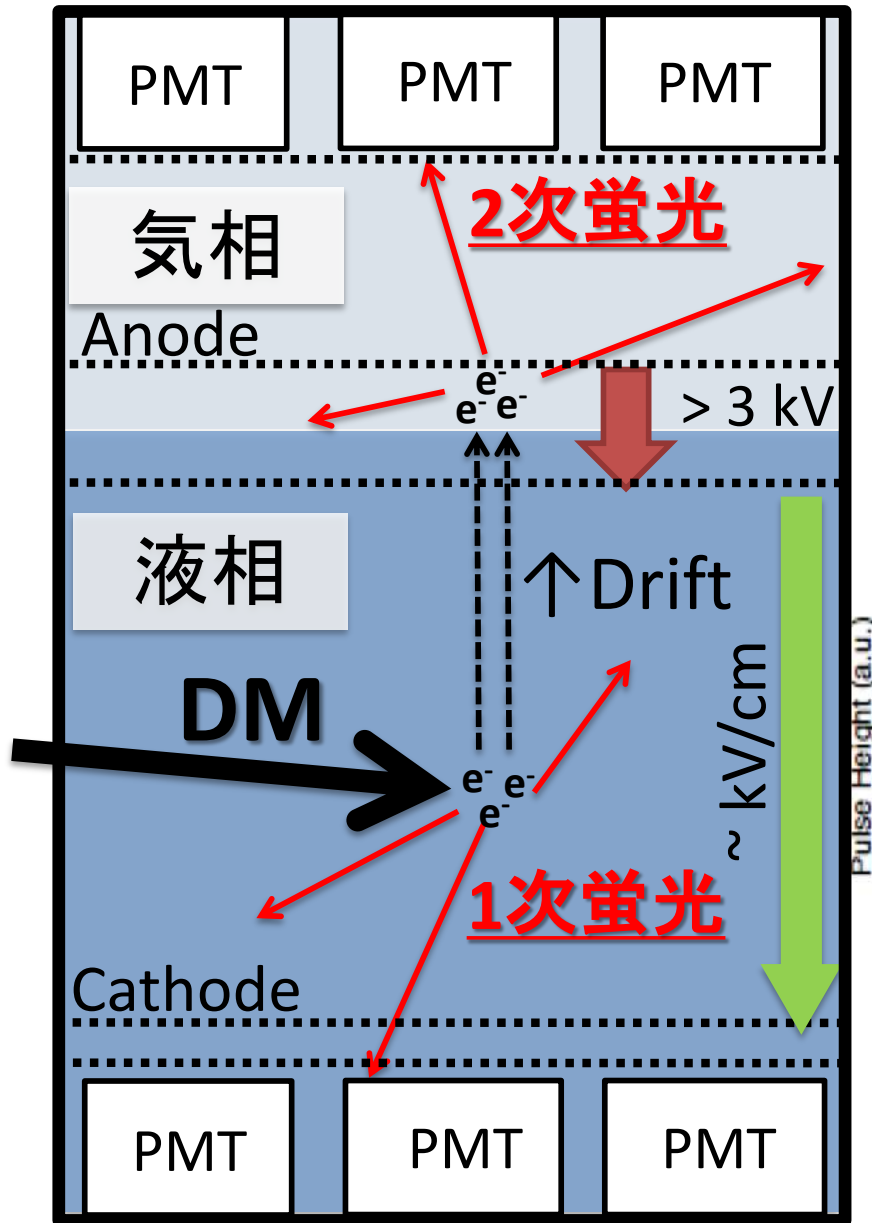 PMT PMT PMT
2次蛍光
気相
Anode
e⁻
e⁻ e⁻
> 3 kV
液相
↑Drift
DM
~ kV/cm
Pulse Height (a.u.)
e⁻ e⁻
e⁻
1次蛍光
Cathode
PMT PMT PMT